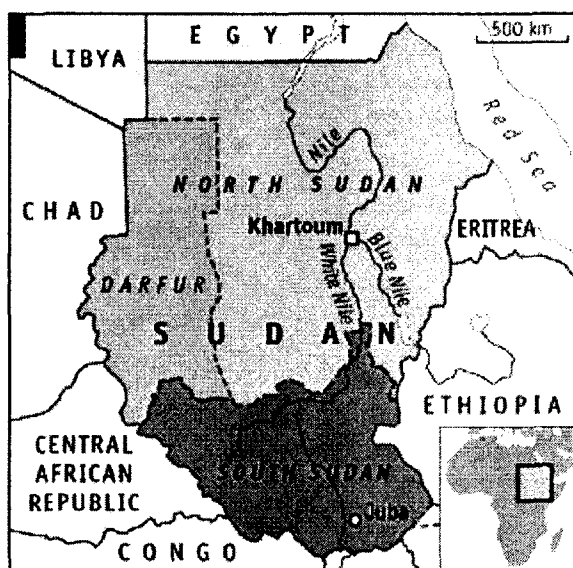 EGYPT
500 km
LIBYA
Red Sea
Nile
NORTH SUDAN
CHAD
Khartoum
ERITREA
Blue Nile
White Nile
DARFUR
SUDAN
ETHIOPIA
CENTRAL
AFRICAN
REPUBLIC
SOUTH SUDAN
Juba
CONGO